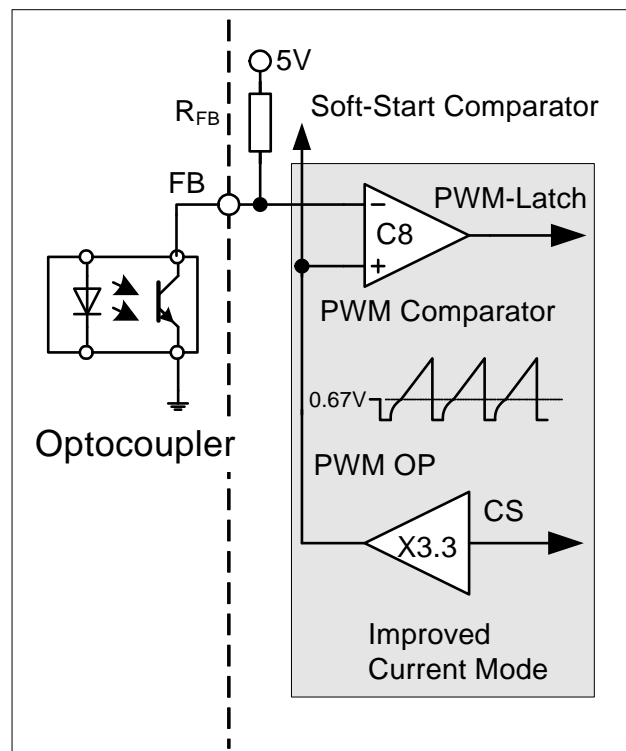 5V
RFB
Soft-Start Comparator
FB
PWM-Latch
−
C8
+
PWM Comparator
0.67V
Optocoupler
PWM OP
CS
X3.3
Improved
Current Mode